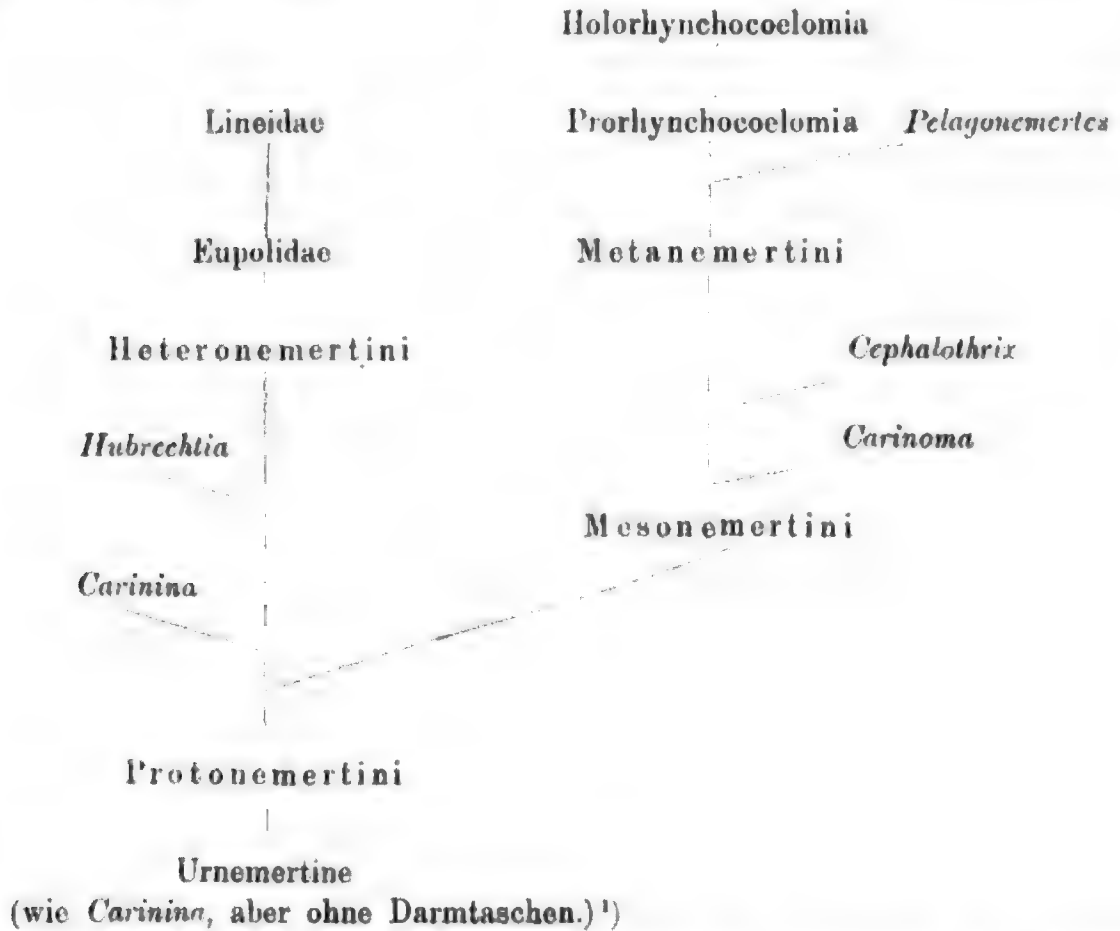 Holorhynchocoelomia
Lineidae Prorhynchocoelomia Pelagonemertes
Eupolidae Metanemertini
Heteronemertini Cephalothrix
Hubrechtia Carinoma
Mesonemertini
Carinina
Protonemertini
Urnemertine
(wie Carinina, aber ohne Darmtaschen.) ¹)